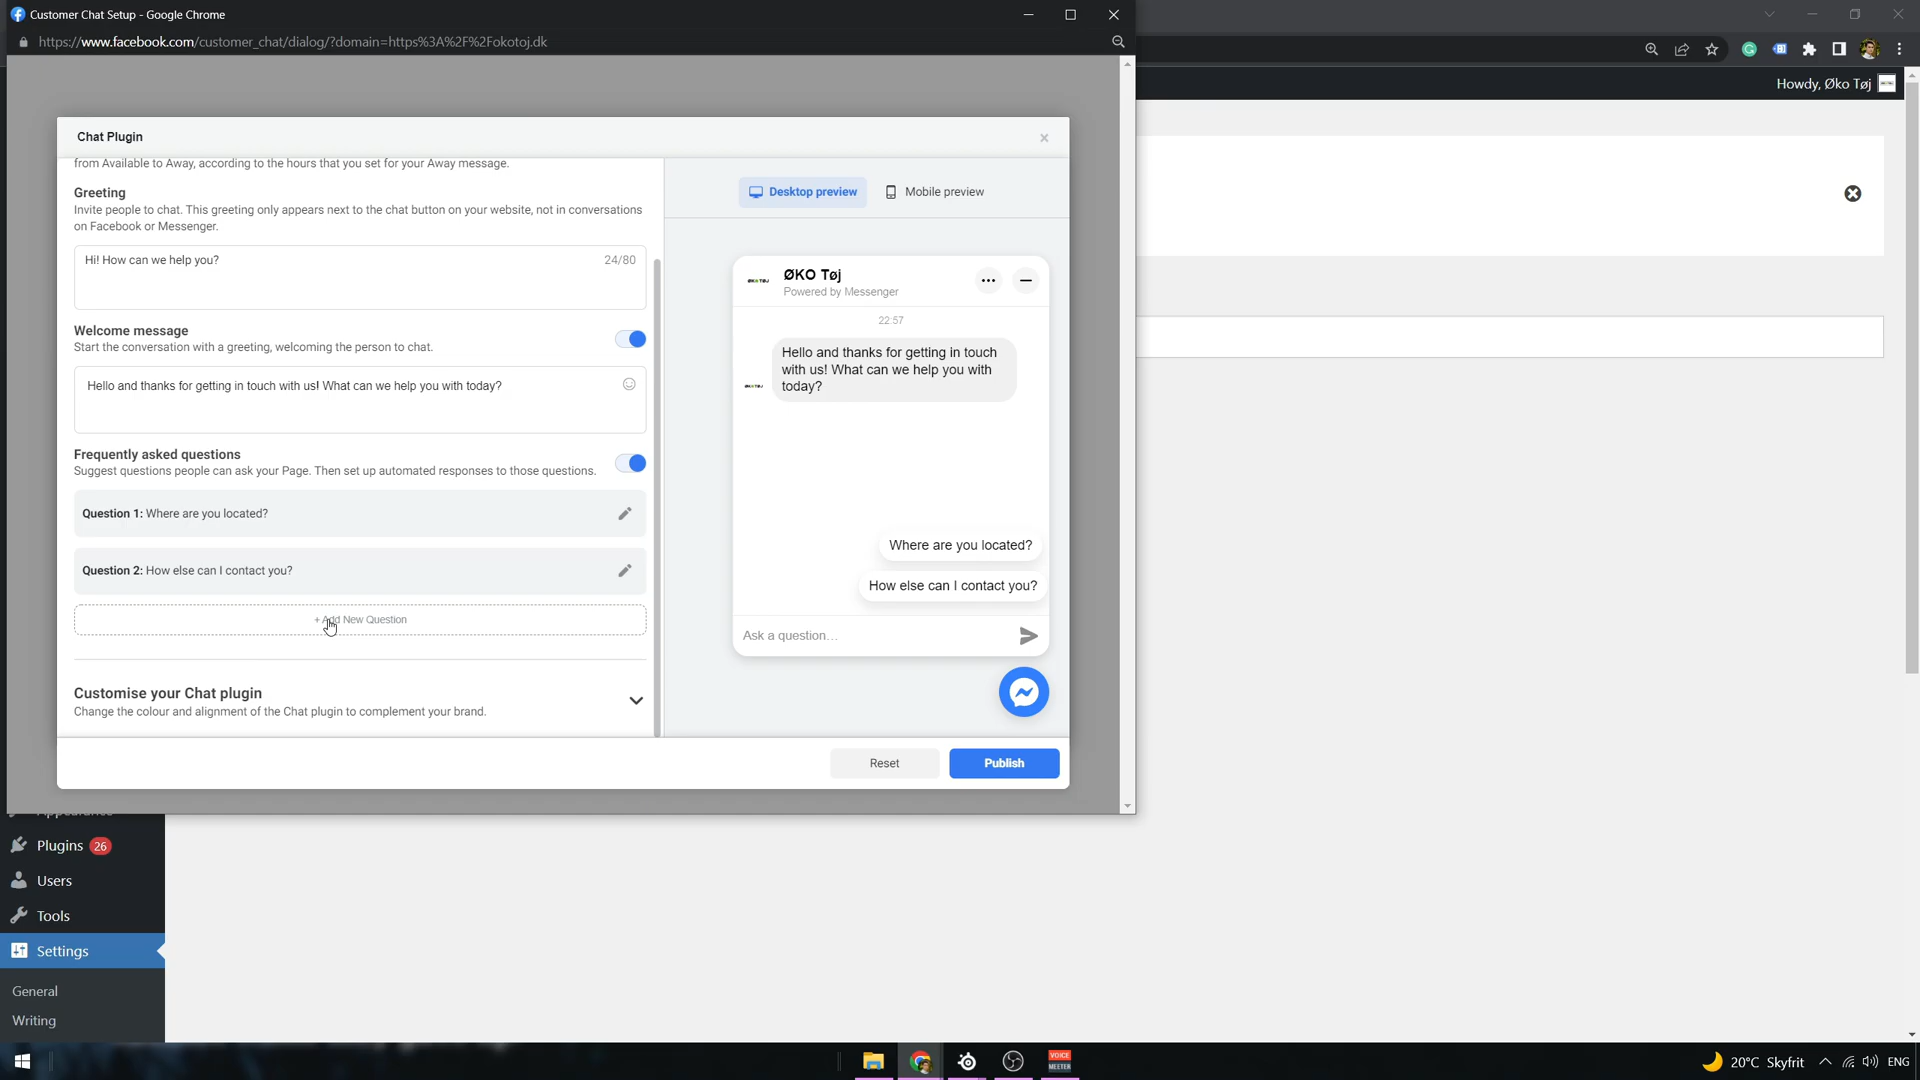 Customer Chat Setup - Google Chrome
https://www.facebook.com/customer_chat/dialog/?domain=https%3A%2F%2Fokotoj.dk
Howdy, Øko Tøj
Chat Plugin
from Available to Away, according to the hours that you set for your Away message.
Greeting
Invite people to chat. This greeting only appears next to the chat button on your website, not in conversations
on Facebook or Messenger.
Hi! How can we help you?
24/80
Welcome message
Start the conversation with a greeting, welcoming the person to chat.
Hello and thanks for getting in touch with us! What can we help you with today?
Frequently asked questions
Suggest questions people can ask your Page. Then set up automated responses to those questions.
Question 1: Where are you located?
Question 2: How else can I contact you?
+ Add New Question
Customise your Chat plugin
Change the colour and alignment of the Chat plugin to complement your brand.
Desktop preview
Mobile preview
ØKO TØJ
ØKO Tøj
Powered by Messenger
22:57
Hello and thanks for getting in touch
with us! What can we help you with
today?
ØKO TØJ
Where are you located?
How else can I contact you?
Ask a question...
Reset
Publish
Appearance
Plugins 26
Users
Tools
Settings
General
Writing
VOICE
MEETER
20°C Skyfrit
ENG